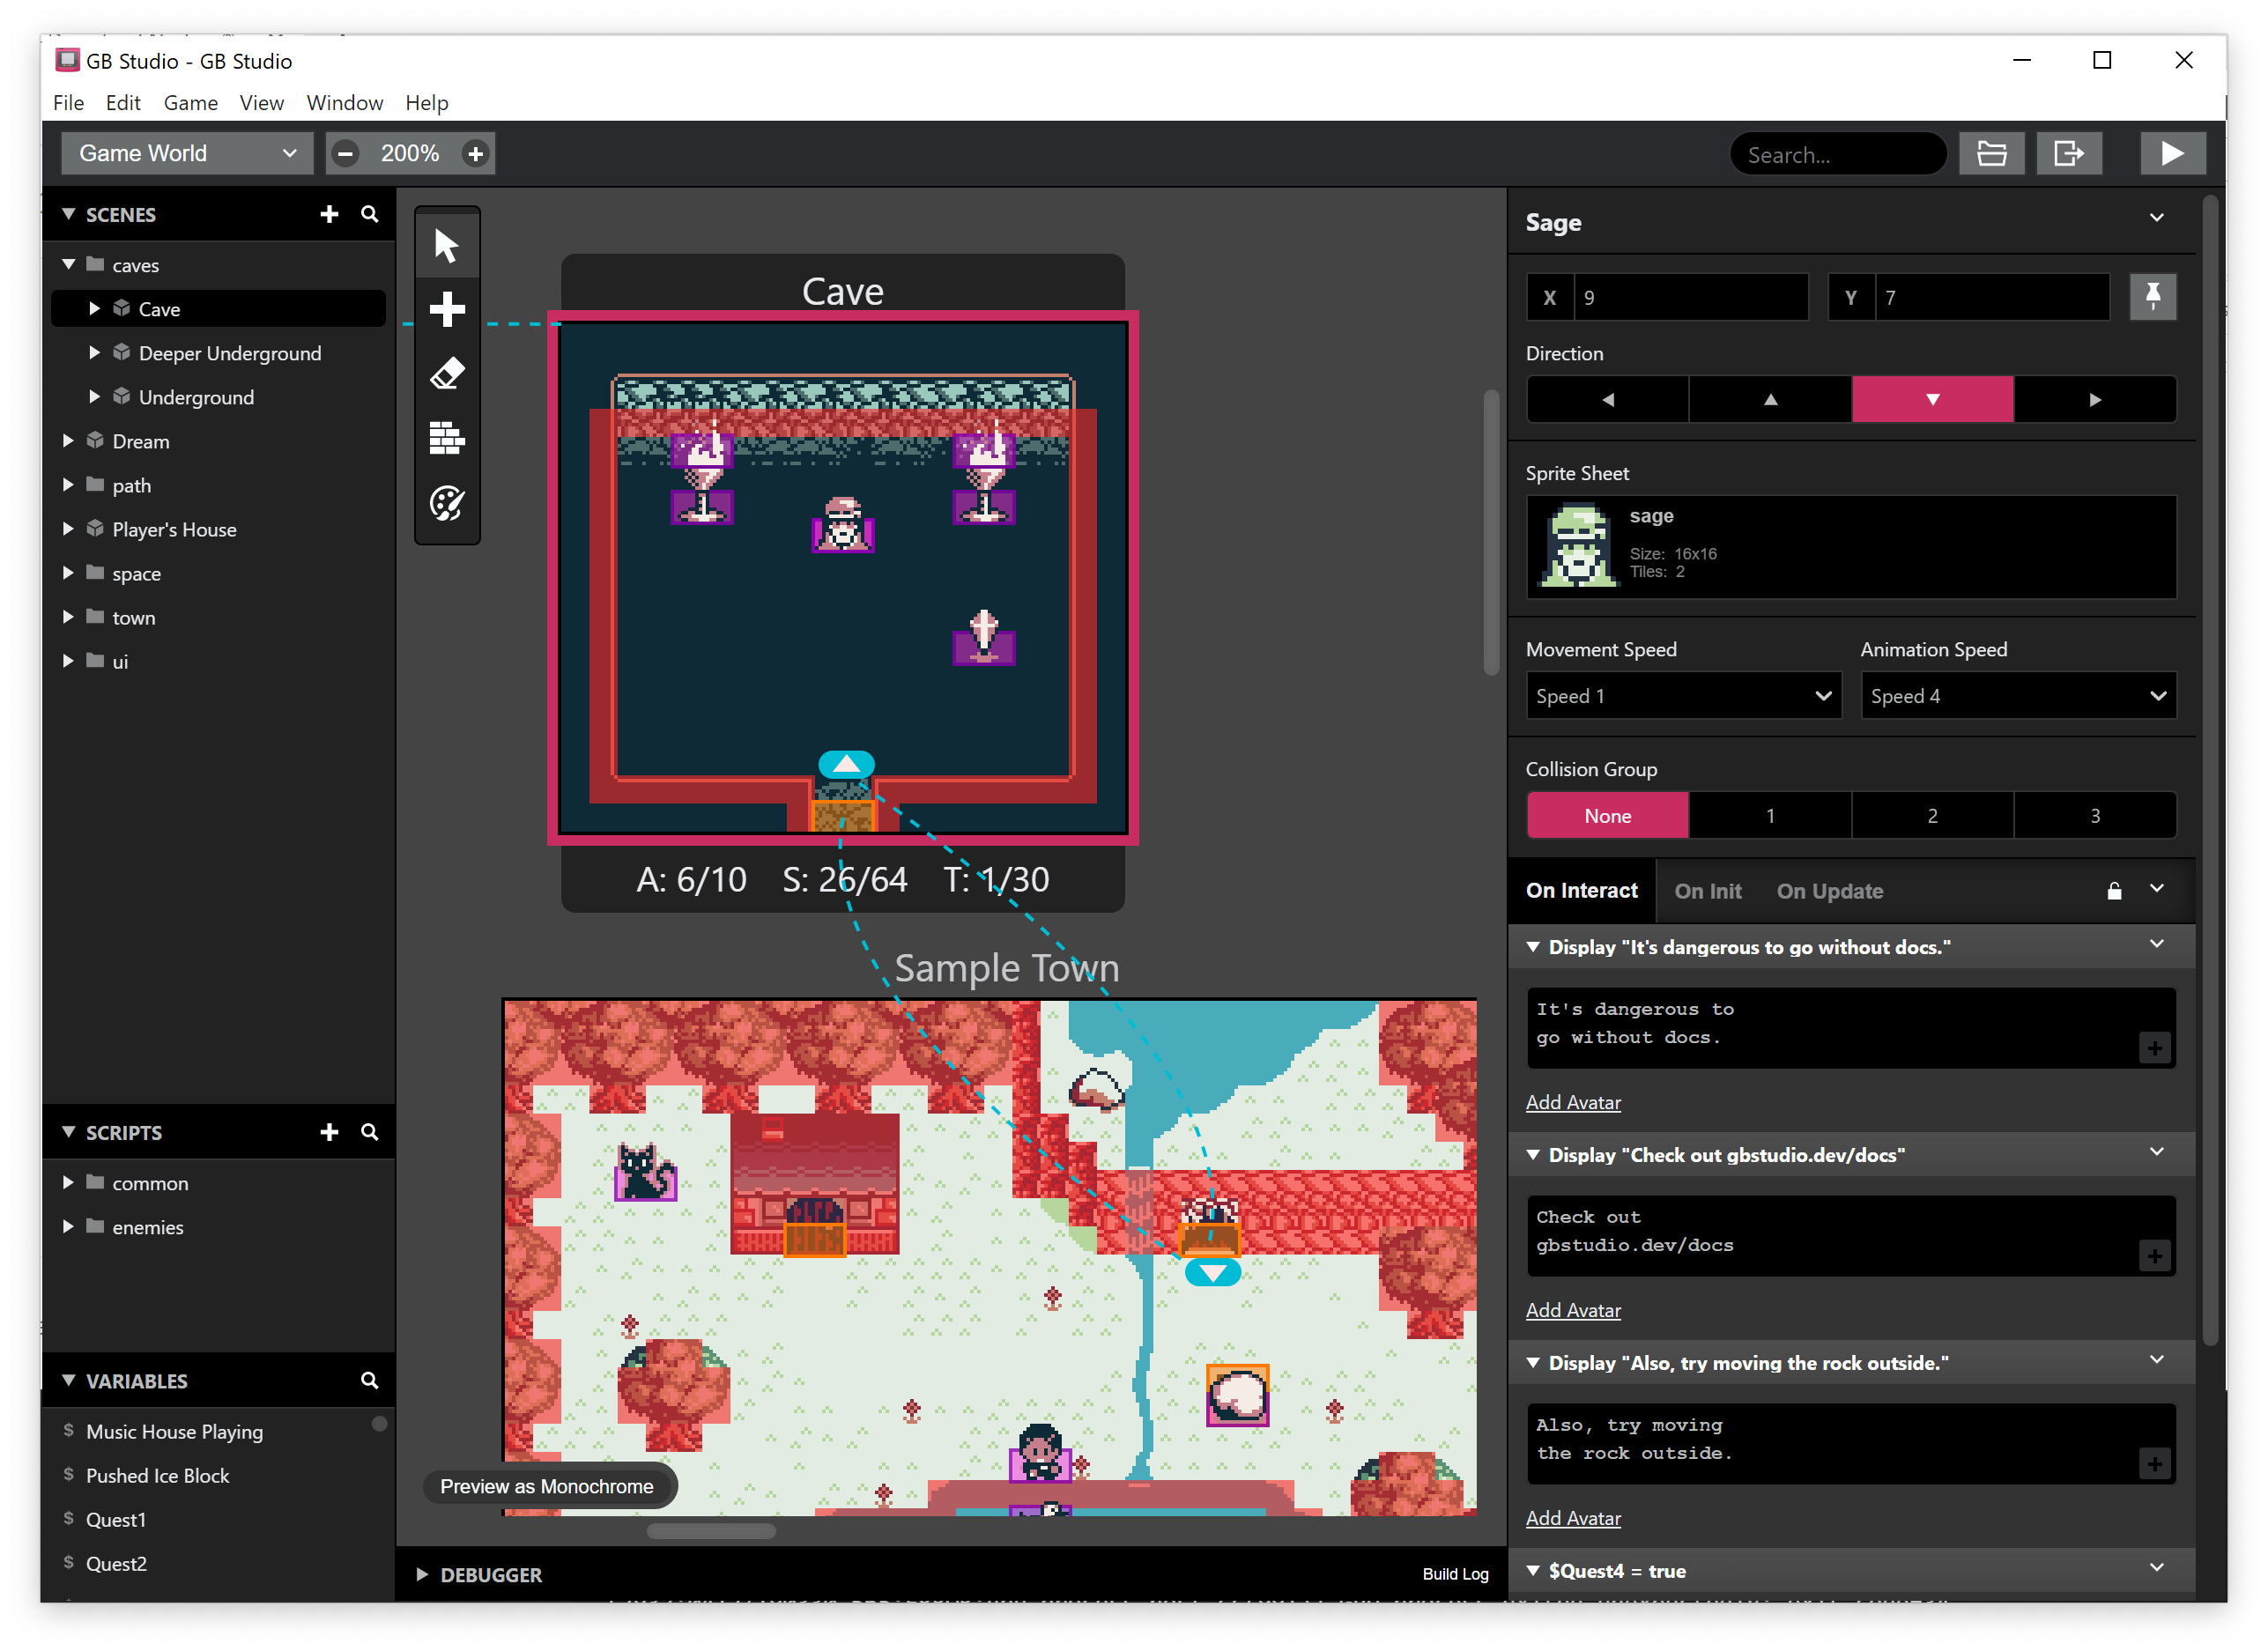 GB Studio - GB Studio
File Edit Game View Window Help
Game World
200%
Search...
SCENES
caves
Cave
Deeper Underground
Underground
Dream
path
Player's House
space
town
ui
SCRIPTS
common
enemies
VARIABLES
Music House Playing
Pushed Ice Block
Quest1
Quest2
Cave
A: 6/10 S: 26/64 T: 1/30
Sample Town
Preview as Monochrome
DEBUGGER
Build Log
Sage
X 9 Y 7
Direction
Sprite Sheet
sage
Size: 16x16
Tiles: 2
Movement Speed Animation Speed
Speed 1 Speed 4
Collision Group
None 1 2 3
On Interact On Init On Update
Display "It's dangerous to go without docs."
It's dangerous to
go without docs.
Add Avatar
Display "Check out gbstudio.dev/docs"
Check out
gbstudio.dev/docs
Add Avatar
Display "Also, try moving the rock outside."
Also, try moving
the rock outside.
Add Avatar
$Quest4 = true